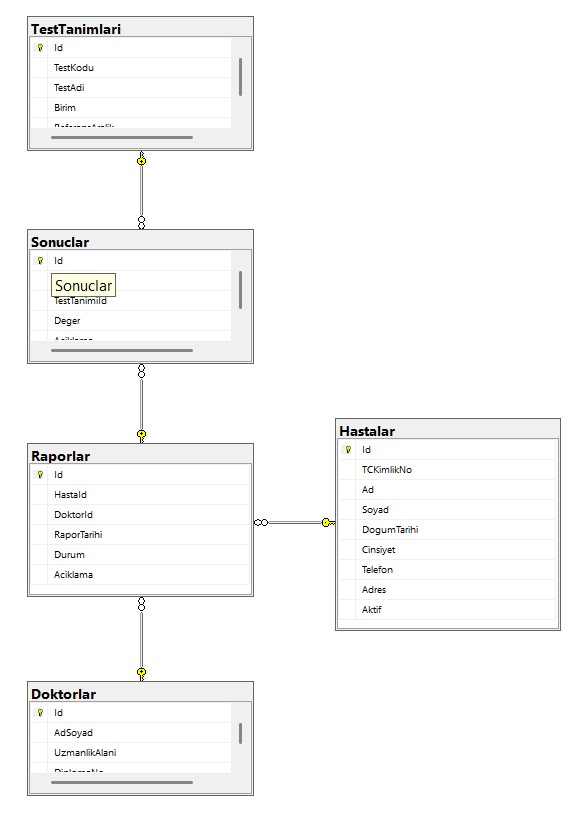 TestTanimlari
Id
TestKodu
TestAdi
Birim
Sonuclar
Id
Sonuclar
TestTanimiId
Deger
Raporlar
Id
HastaId
DoktorId
RaporTarihi
Durum
Aciklama
Hastalar
Id
TCKimlikNo
Ad
Soyad
DogumTarihi
Cinsiyet
Telefon
Adres
Aktif
Doktorlar
Id
AdSoyad
UzmanlikAlani